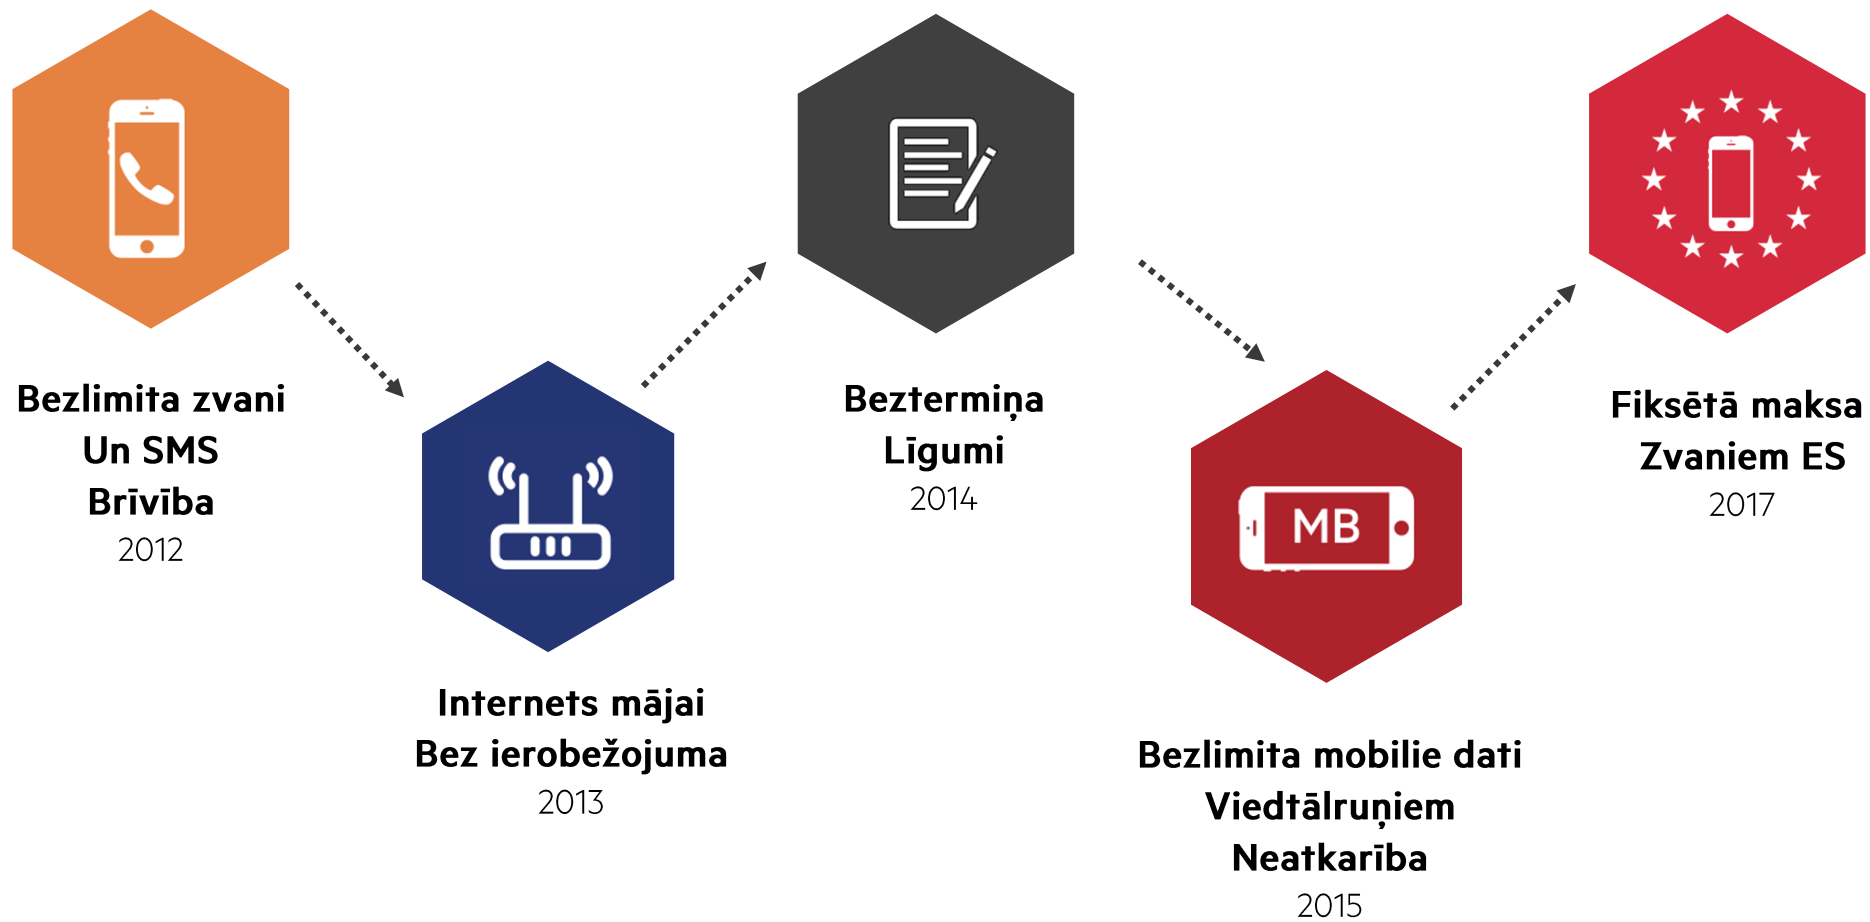 Bezlimita zvani
Un SMS
Brīvība
2012
Internets mājai
Bez ierobežojuma
2013
Beztermiņa
Līgumi
2014
MB
Bezlimita mobilie dati
Viedtālruņiem
Neatkarība
2015
Fiksētā maksa
Zvaniem ES
2017